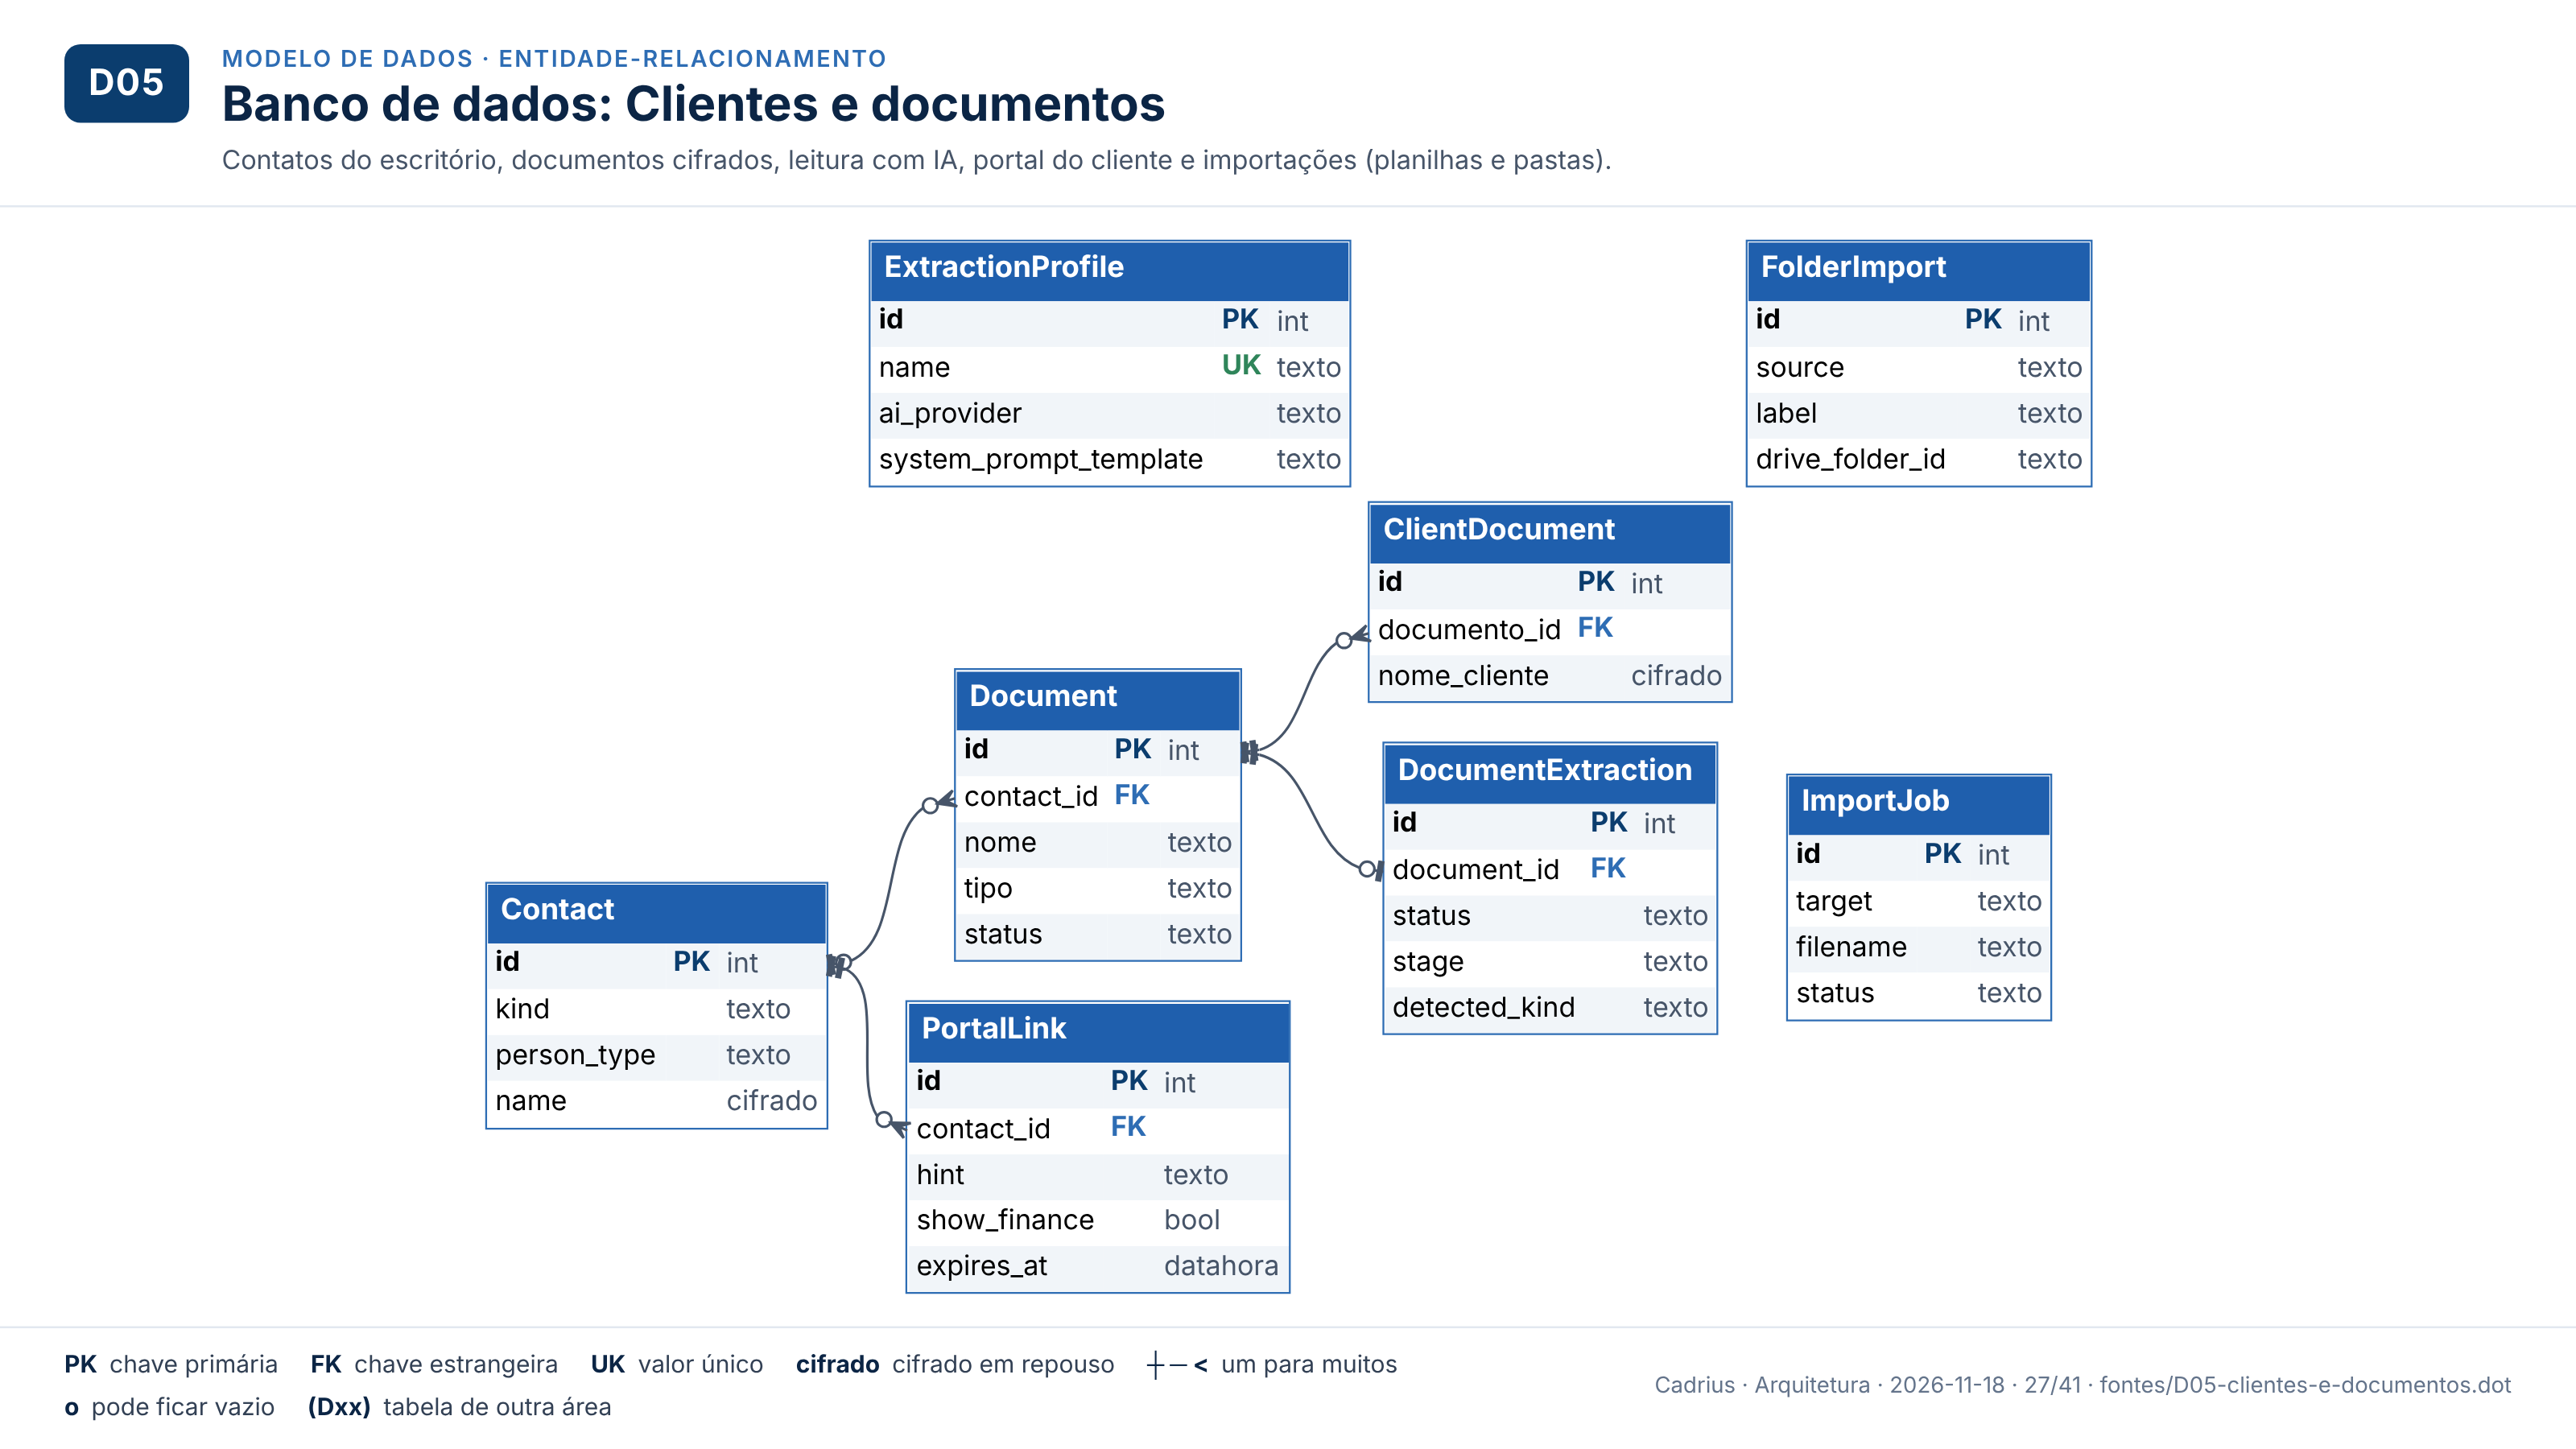 D05
MODELO DE DADOS · ENTIDADE-RELACIONAMENTO
Banco de dados: Clientes e documentos
Contatos do escritório, documentos cifrados, leitura com IA, portal do cliente e importações (planilhas e pastas).
ExtractionProfile
id PK int
name UK texto
ai_provider texto
system_prompt_template texto
FolderImport
id PK int
source texto
label texto
drive_folder_id texto
ClientDocument
id PK int
documento_id FK
nome_cliente cifrado
Document
id PK int
contact_id FK
nome texto
tipo texto
status texto
DocumentExtraction
id PK int
document_id FK
status texto
stage texto
detected_kind texto
ImportJob
id PK int
target texto
filename texto
status texto
Contact
id PK int
kind texto
person_type texto
name cifrado
PortalLink
id PK int
contact_id FK
hint texto
show_finance bool
expires_at datahora
PK chave primária FK chave estrangeira UK valor único cifrado cifrado em repouso ┼─< um para muitos
o pode ficar vazio (Dxx) tabela de outra área
Cadrius · Arquitetura · 2026-11-18 · 27/41 · fontes/D05-clientes-e-documentos.dot